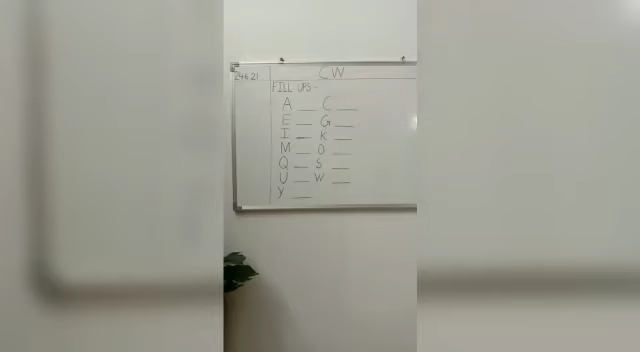 24.6.21 CW
FILL UPS-
A __ C __
E __ G __
I __ K __
M __ O __
Q __ S __
U __ W __
Y __